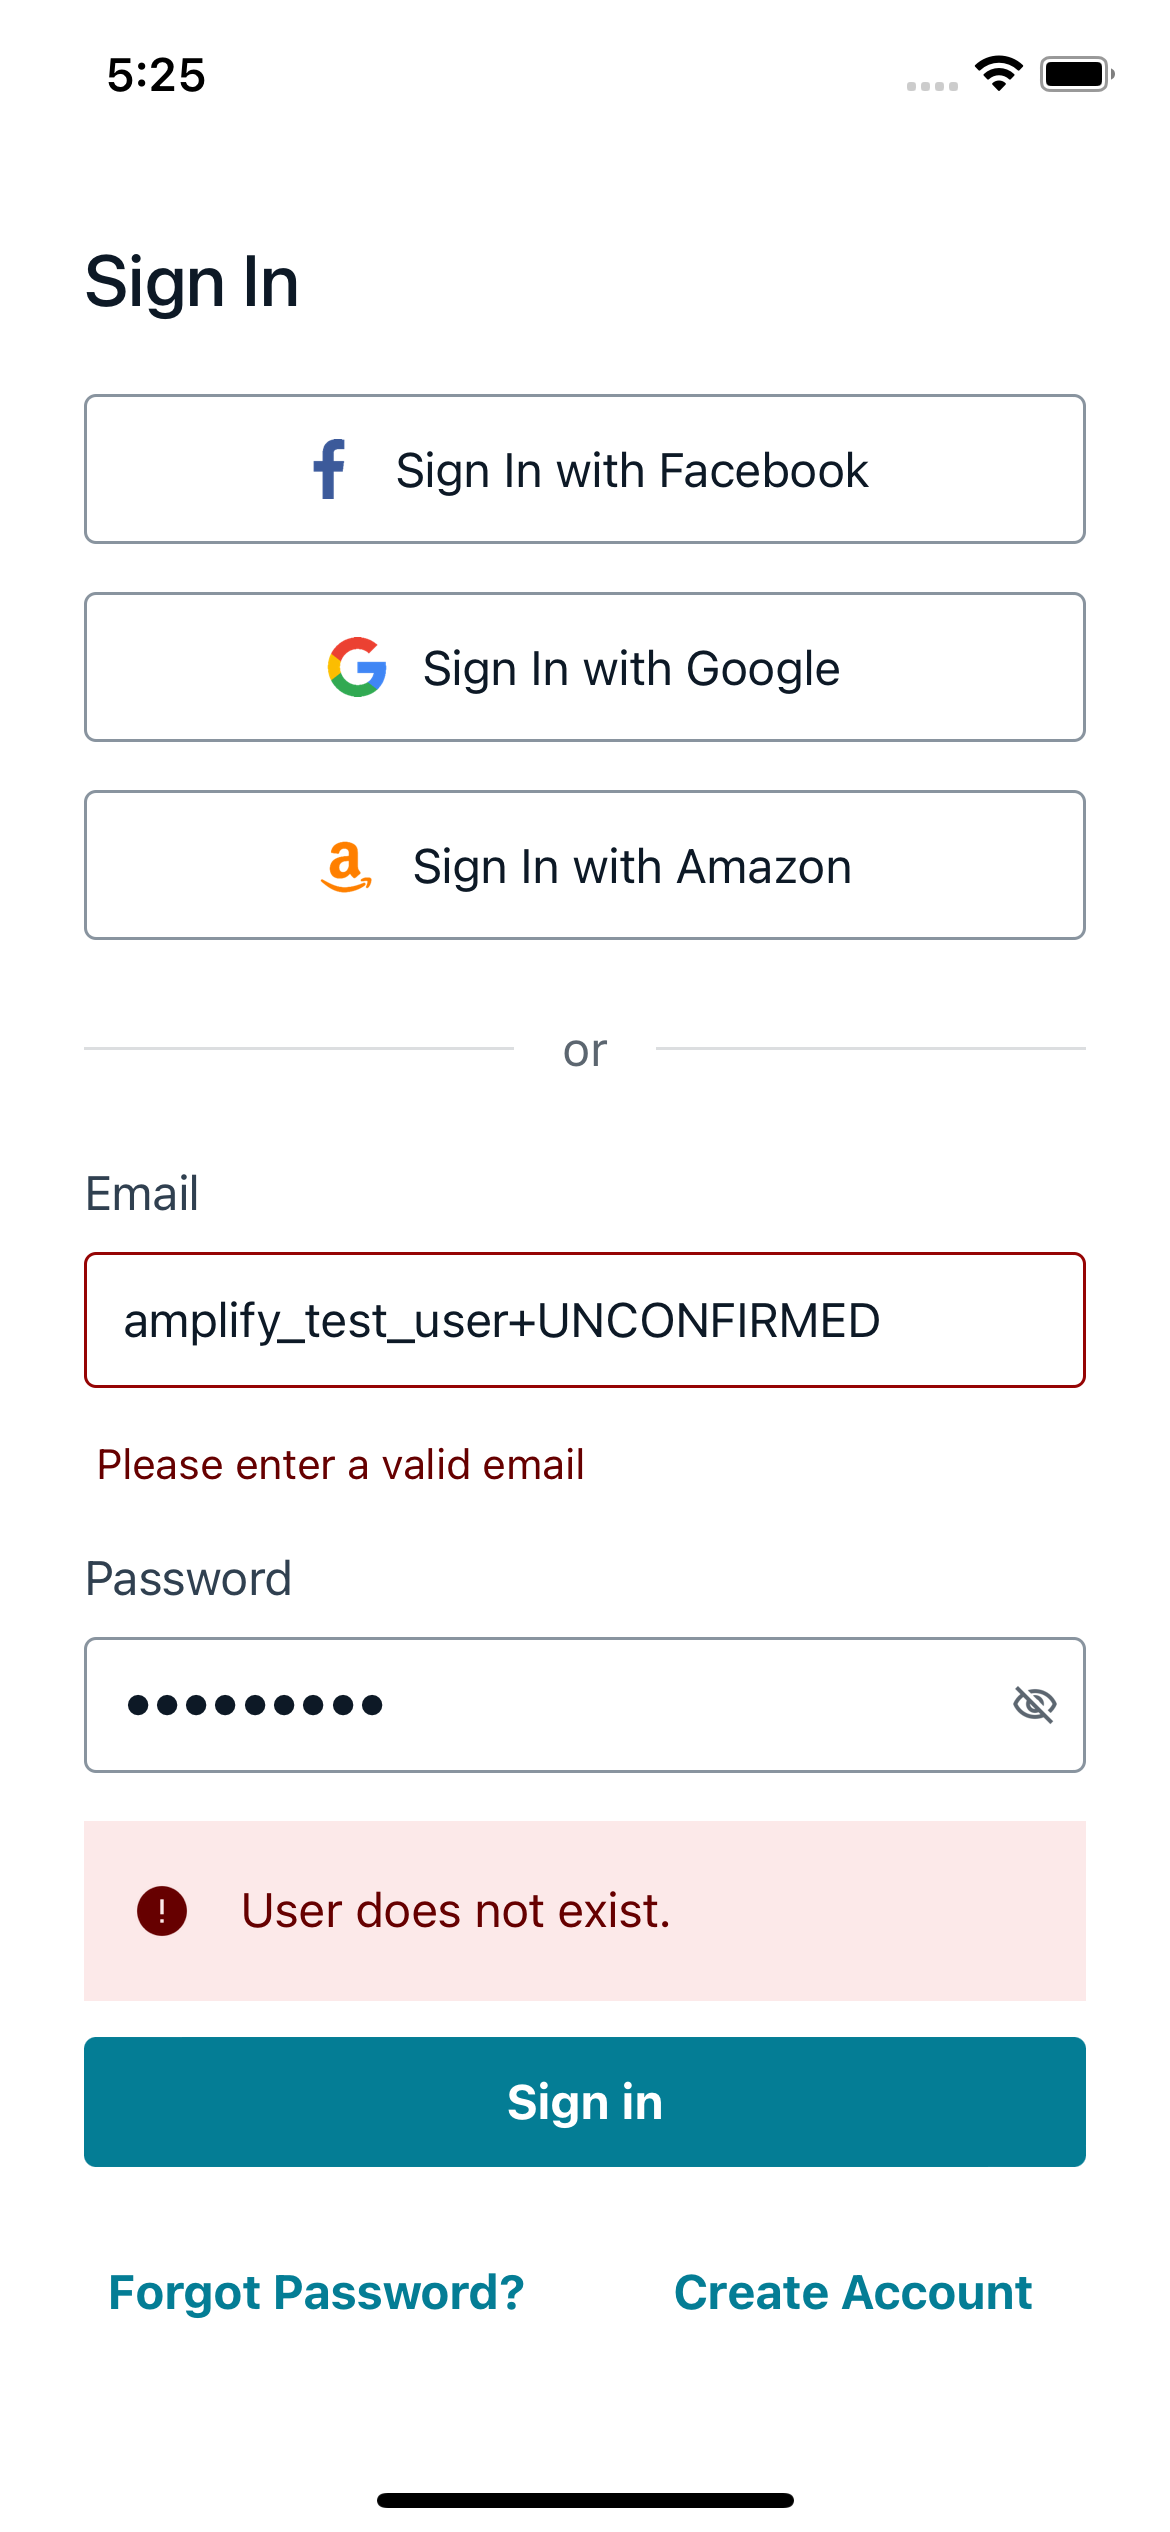 5:25
Sign In
Sign In with Facebook
Sign In with Google
Sign In with Amazon
or
Email
amplify_test_user+UNCONFIRMED
Please enter a valid email
Password
•••••••••
User does not exist.
Sign in
Forgot Password? Create Account